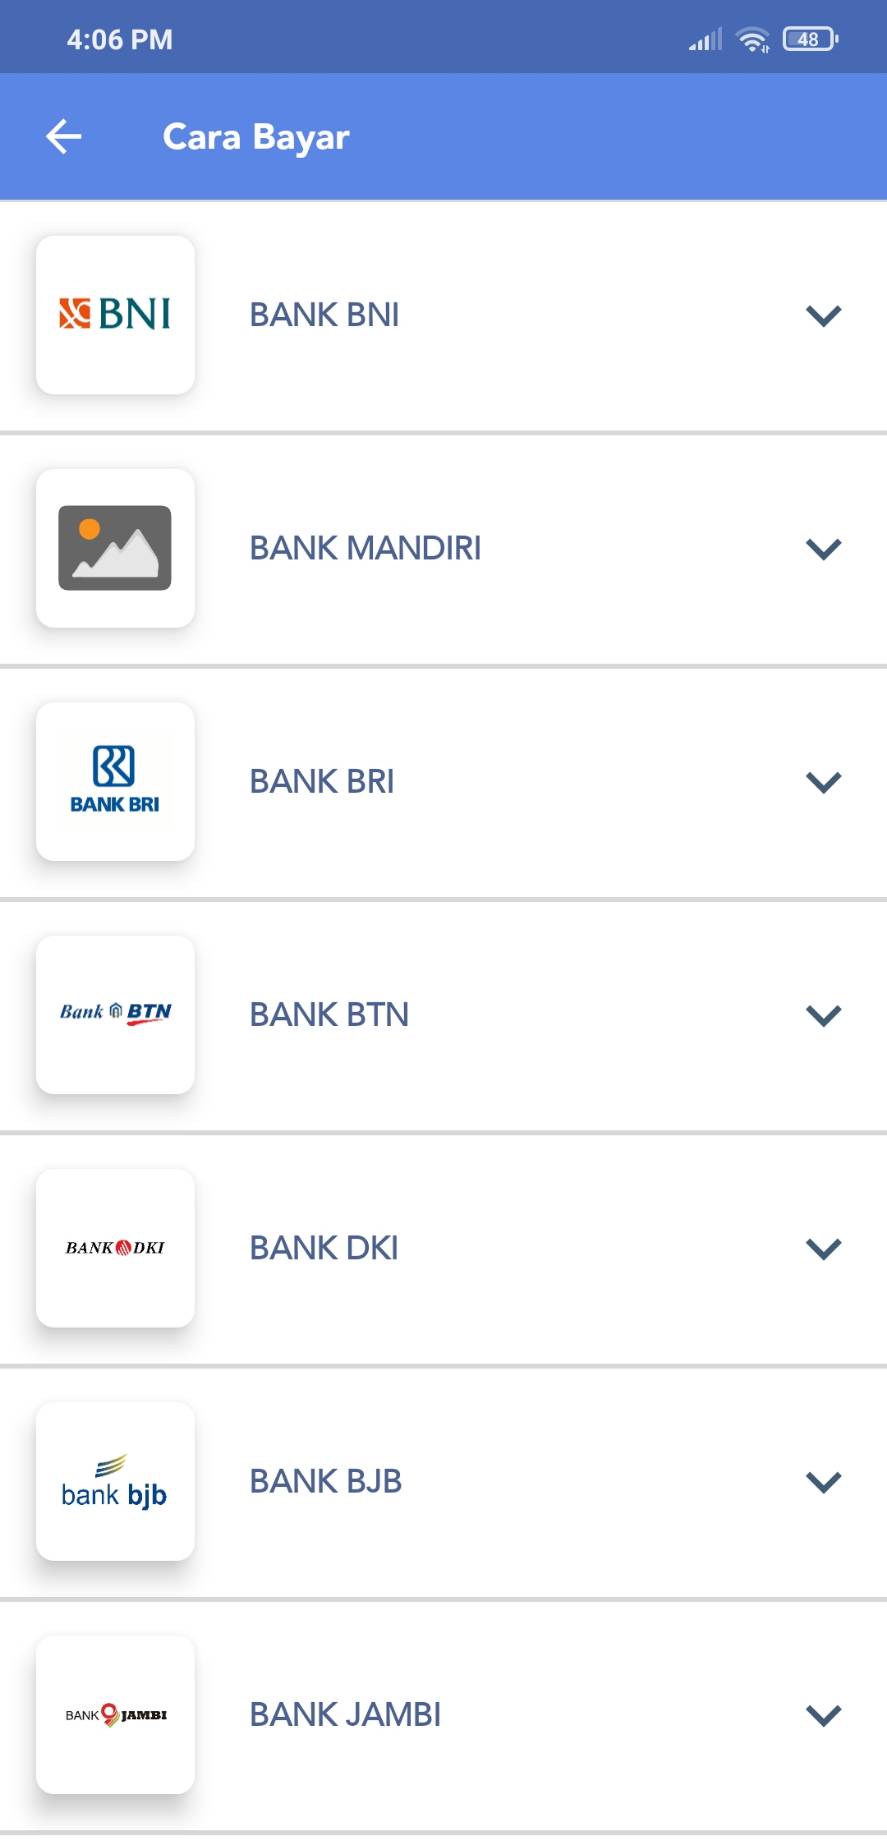 4:06 PM
48
Cara Bayar
BNI
BANK BNI
BANK MANDIRI
BANK BRI
BANK BRI
Bank BTN
BANK BTN
BANK DKI
BANK DKI
bank bjb
BANK BJB
BANK 9 JAMBI
BANK JAMBI